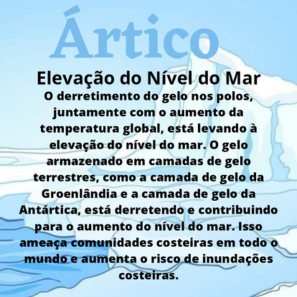 Ártico
Elevação do Nível do Mar
O derretimento do gelo nos polos,
juntamente com o aumento da
temperatura global, está levando à
elevação do nível do mar. O gelo
armazenado em camadas de gelo
terrestres, como a camada de gelo da
Groenlândia e a camada de gelo da
Antártica, está derretendo e contribuindo
para o aumento do nível do mar. Isso
ameaça comunidades costeiras em todo o
mundo e aumenta o risco de inundações
costeiras.